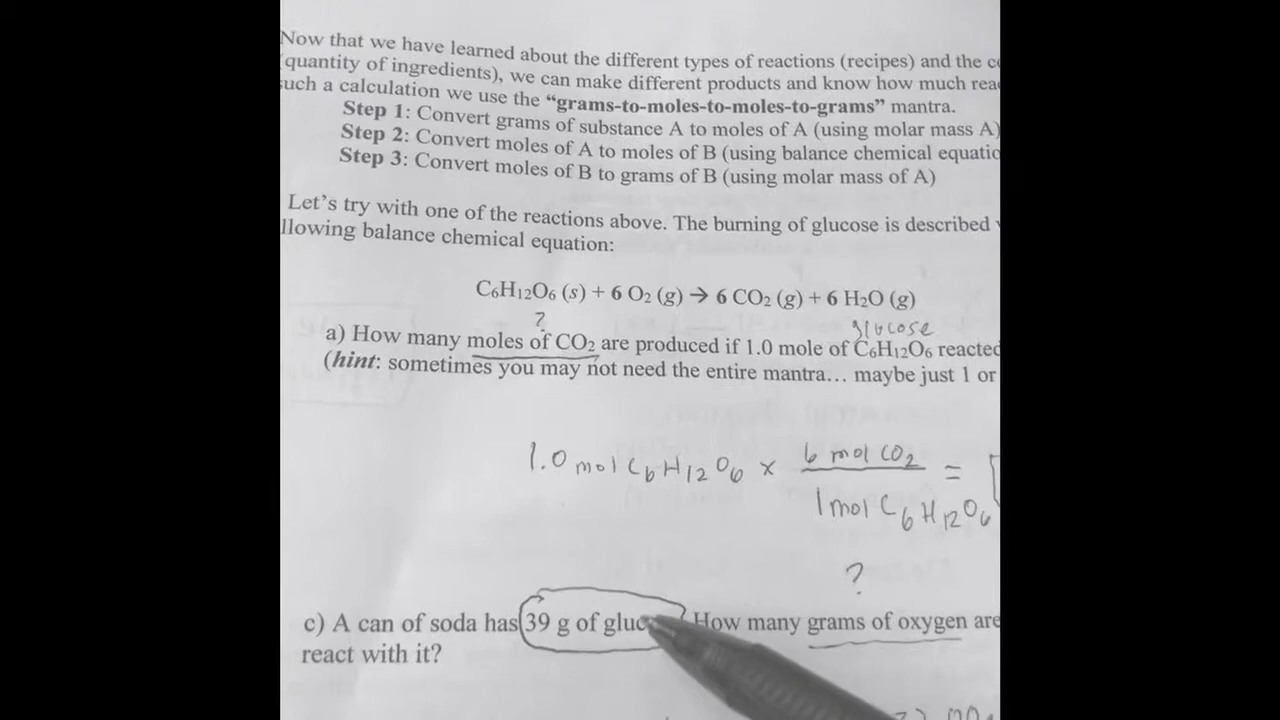 Now that we have learned about the different types of reactions (recipes) and the
(quantity of ingredients), we can make different products and know how much
such a calculation we use the “grams-to-moles-to-moles-to-grams” mantra.
Step 1: Convert grams of substance A to moles of A (using molar mass A)
Step 2: Convert moles of A to moles of B (using balance chemical
Step 3: Convert moles of B to grams of B (using molar mass of A)
Let’s try with one of the reactions above. The burning of glucose is described
llowing balance chemical equation:
C₆H₁₂O₆ (s) + 6 O₂ (g) → 6 CO₂ (g) + 6 H₂O (g)
? glucose
a) How many moles of CO₂ are produced if 1.0 mole of C₆H₁₂O₆ reacted
(hint: sometimes you may not need the entire mantra… maybe just 1 or
1.0 mol C₆H₁₂O₆ x 6 mol CO₂ =
1 mol C₆H₁₂O₆
?
c) A can of soda has 39 g of How many grams of oxygen are
react with it?